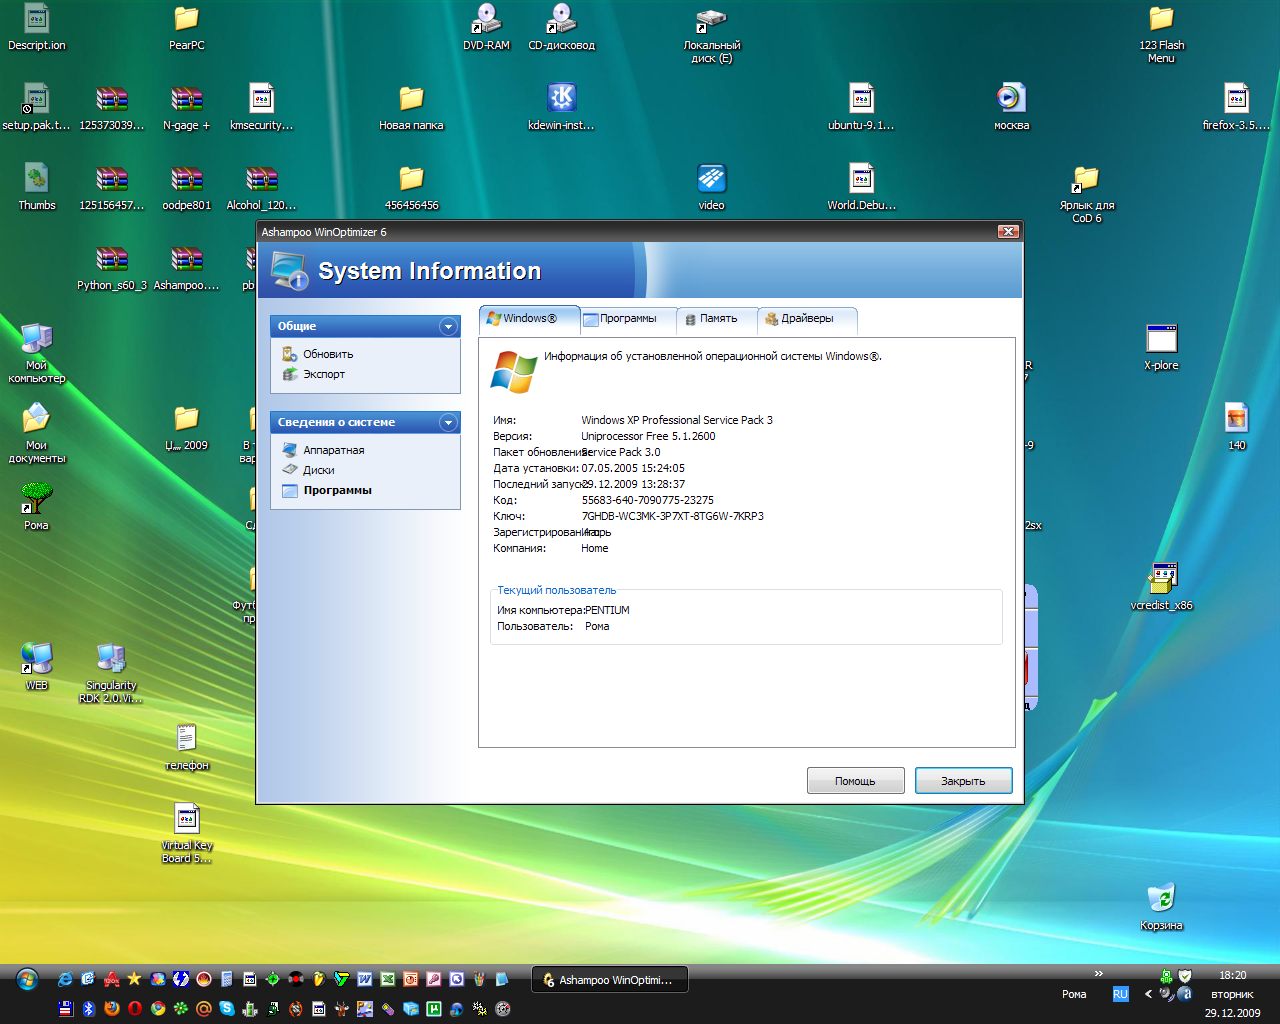 Descript.ion
PearPC
DVD-RAM
CD-дисковод
Локальный
диск (E)
123 Flash
Menu
setup.pak.t...
125373039...
N-gage +
kmsecurity...
Новая папка
kdewin-inst...
ubuntu-9.1...
москва
firefox-3.5....
Thumbs
125156457...
oodpe801
Alcohol_120...
456456456
video
World.Debu...
Ярлык для
CoD 6
Python_s60_3
Ashampoo....
pb
Ashampoo WinOptimizer 6
System Information
Общие
Обновить
Экспорт
Сведения о системе
Аппаратная
Диски
Программы
Windows®
Программы
Память
Драйверы
Информация об установленной операционной системы Windows®.
Имя: Windows XP Professional Service Pack 3
Версия: Uniprocessor Free 5.1.2600
Пакет обновления: Service Pack 3.0
Дата установки: 07.05.2005 15:24:05
Последний запуск: 29.12.2009 13:28:37
Код: 55683-640-7090775-23275
Ключ: 7GHDB-WC3MK-3P7XT-8TG6W-7KRP3
Зарегистрирована: Игорь
Компания: Home
Текущий пользователь
Имя компьютера: PENTIUM
Пользователь: Рома
Помощь
Закрыть
Мой
компьютер
X-plore
Мои
документы
2009
В т
вар
-9
140
Рома
2sx
Фут
пр
vcredist_x86
WEB
Singularity
RDK 2.0.Vi...
телефон
Virtual Key
Board 5...
Корзина
Ashampoo WinOptimi...
Рома
RU
18:20
вторник
29.12.2009